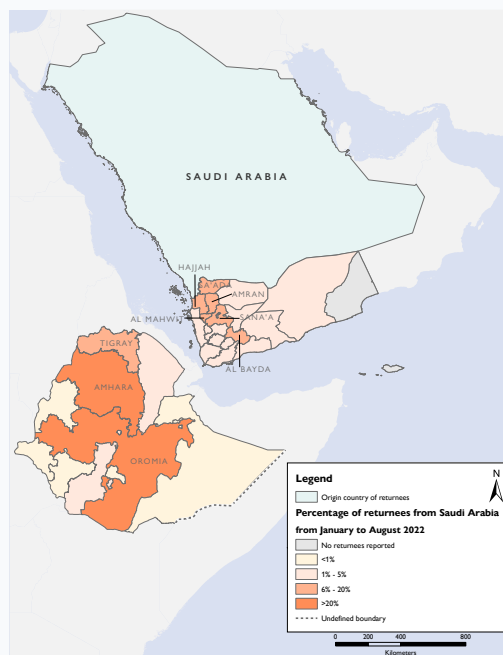 SAUDI ARABIA
HAJJAH
SA'ADA
AMRAN
AL MAHWIT
SANA'A
AL BAYDA
TIGRAY
AMHARA
OROMIA
Legend
N
Origin country of returnees
Percentage of returnees from Saudi Arabia
from January to August 2022
No returnees reported
<1%
1% - 5%
6% - 20%
>20%
Undefined boundary
0 200 400 800
Kilometers